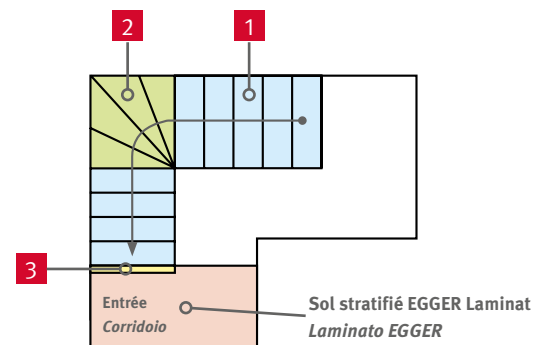 2
1
3
Entrée
Corridoio
Sol stratifié EGGER Laminat
Laminato EGGER